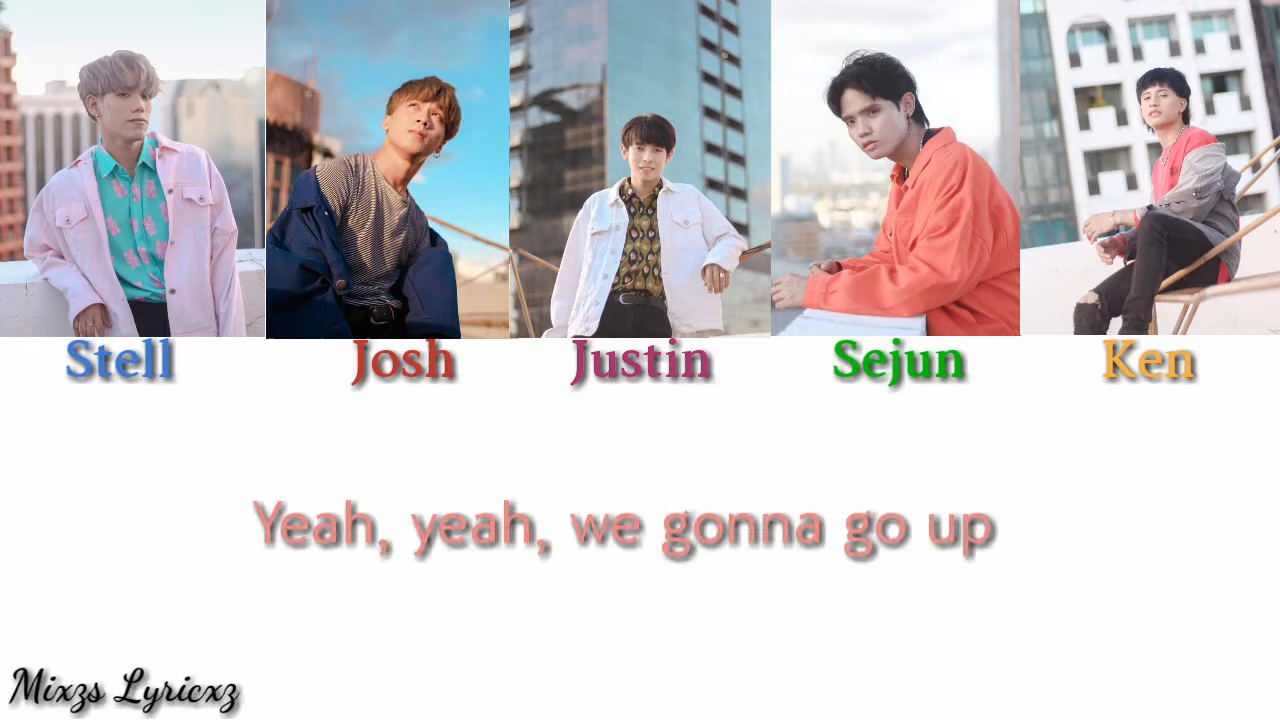 Stell Josh Justin Sejun Ken
Yeah, yeah, we gonna go up
Mixzs Lyricxz